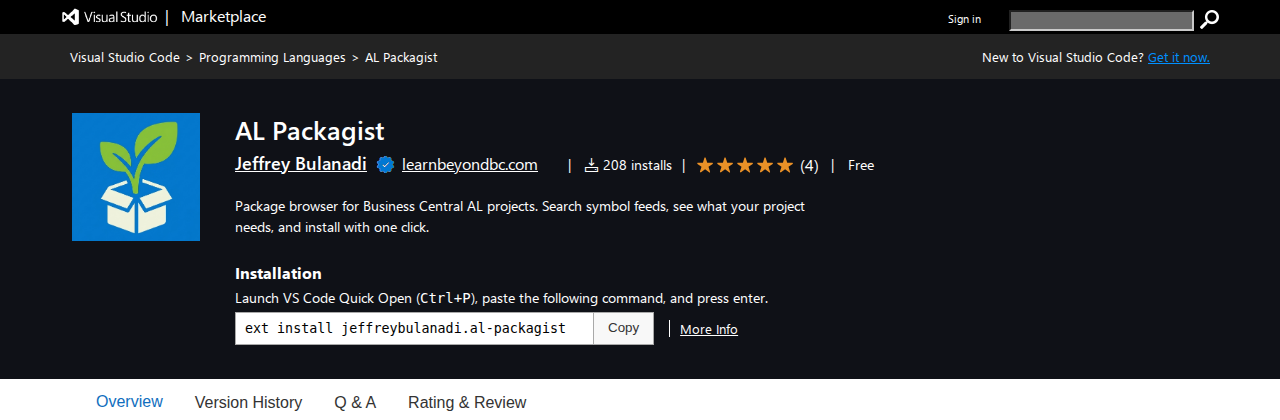 Visual Studio | Marketplace
Sign in
Visual Studio Code > Programming Languages > AL Packagist
New to Visual Studio Code? Get it now.
AL Packagist
Jeffrey Bulanadi learnbeyondbc.com | 208 installs | (4) | Free
Package browser for Business Central AL projects. Search symbol feeds, see what your project
needs, and install with one click.
Installation
Launch VS Code Quick Open (Ctrl+P), paste the following command, and press enter.
ext install jeffreybulanadi.al-packagist
Copy
More Info
Overview
Version History
Q & A
Rating & Review